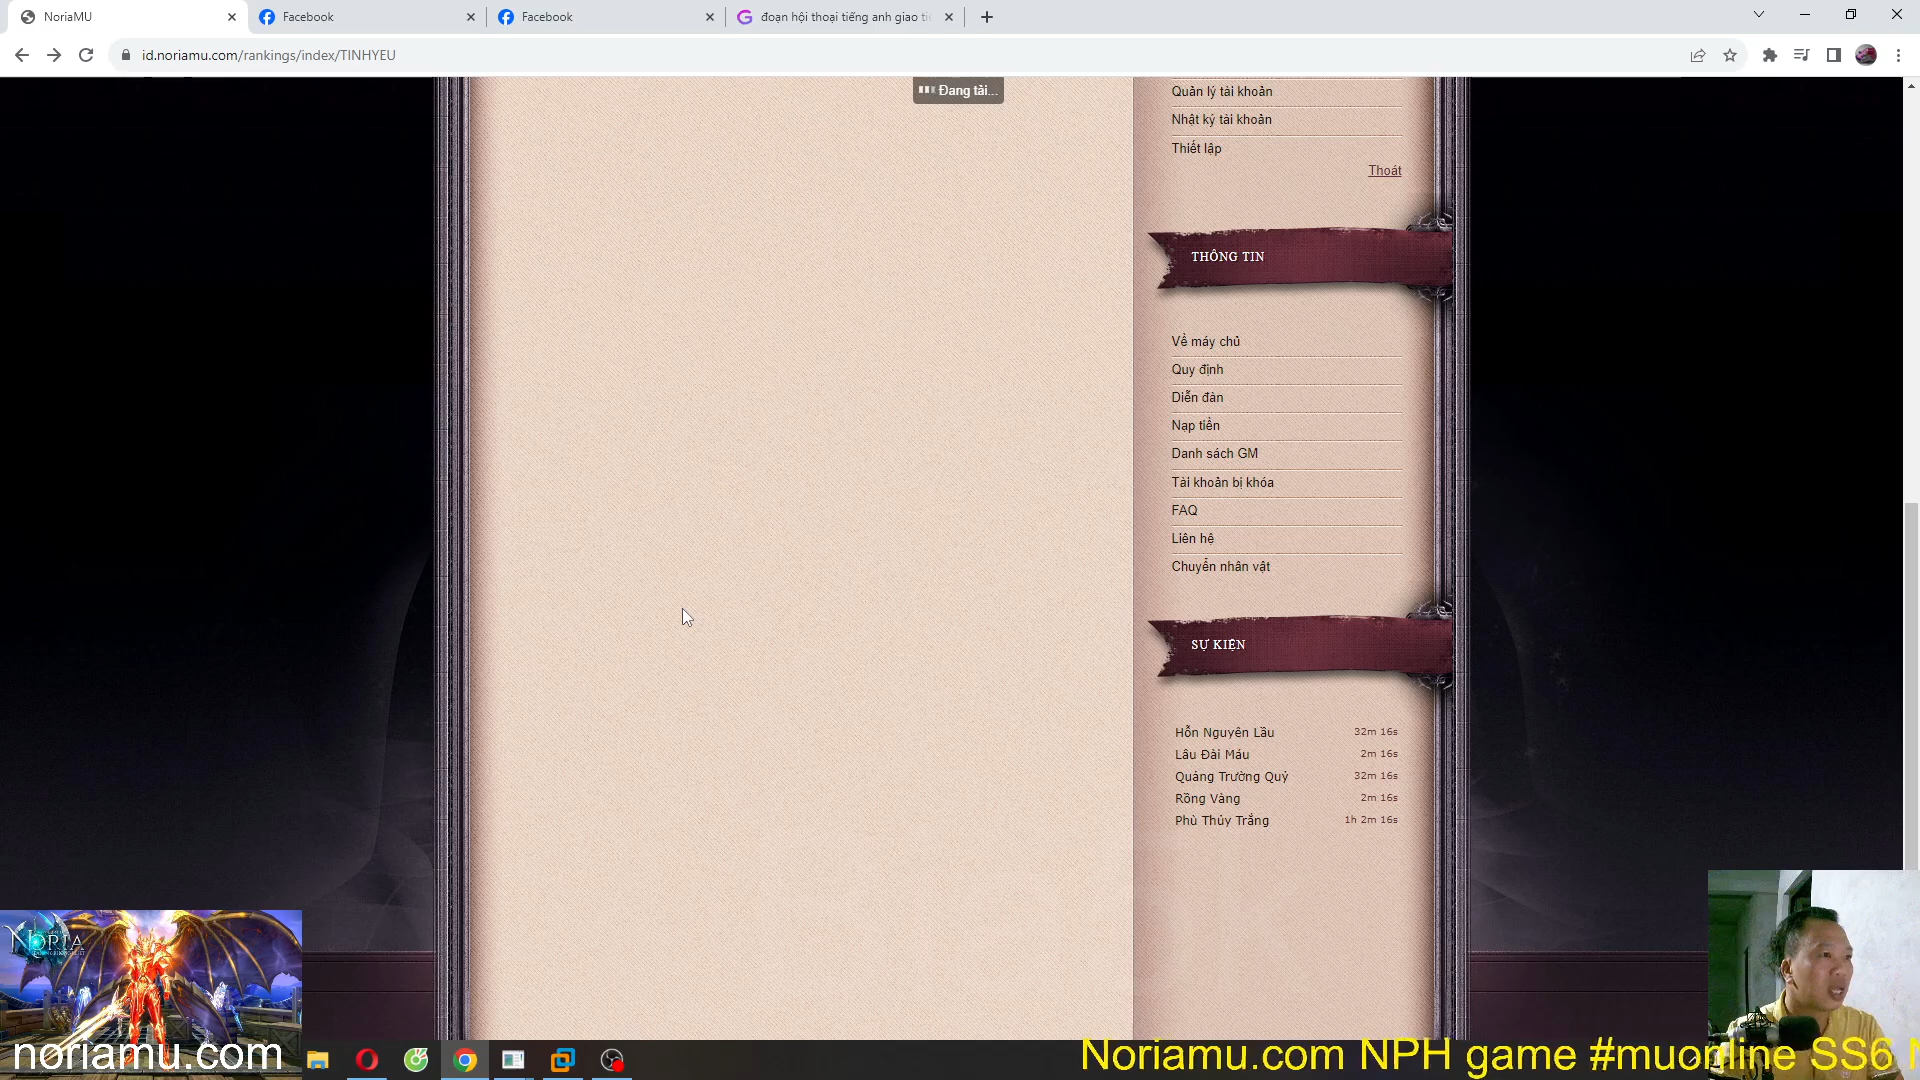 NoriaMU
Facebook
Facebook
đoạn hội thoại tiếng anh giao ti
id.noriamu.com/rankings/index/TINHYEU
Đang tải...
Quản lý tài khoản
Nhật ký tài khoản
Thiết lập
Thoát
THÔNG TIN
Về máy chủ
Quy định
Diễn đàn
Nạp tiền
Danh sách GM
Tài khoản bị khóa
FAQ
Liên hệ
Chuyển nhân vật
SỰ KIỆN
Hỗn Nguyên Lầu 32m 16s
Lâu Đài Máu 2m 16s
Quảng Trường Quỷ 32m 16s
Rồng Vàng 2m 16s
Phù Thủy Trắng 1h 2m 16s
NORIA
noriamu.com
Noriamu.com NPH game #muonline SS6 N